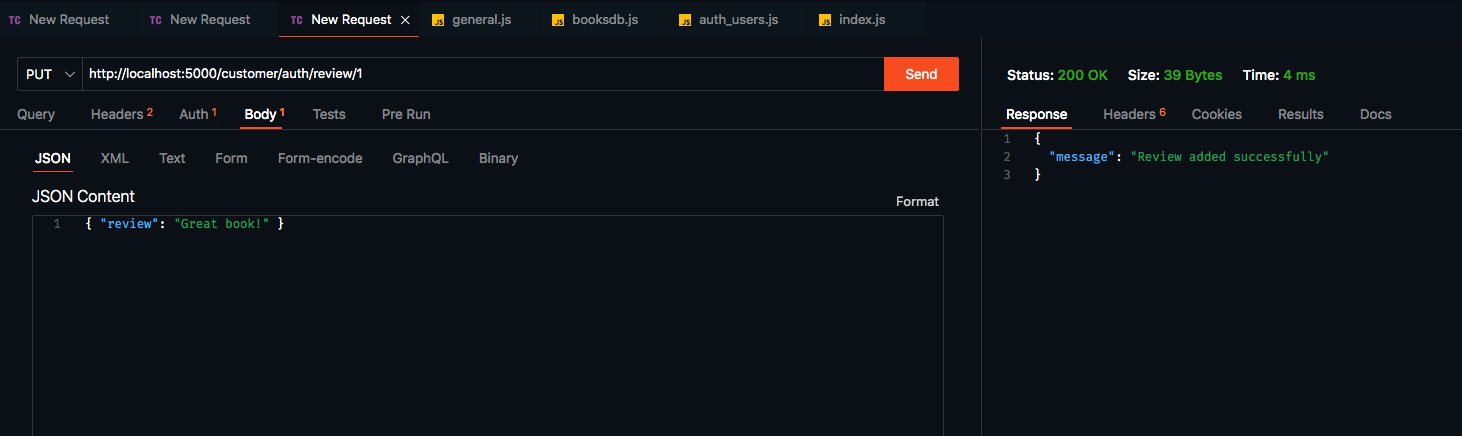 TC New Request TC New Request TC New Request × JS general.js JS booksdb.js JS auth_users.js JS index.js
PUT http://localhost:5000/customer/auth/review/1 Send
Status: 200 OK Size: 39 Bytes Time: 4 ms
Query Headers 2 Auth 1 Body 1 Tests Pre Run
Response Headers 6 Cookies Results Docs
1 {
2 "message": "Review added successfully"
3 }
JSON XML Text Form Form-encode GraphQL Binary
JSON Content
Format
1 { "review": "Great book!" }